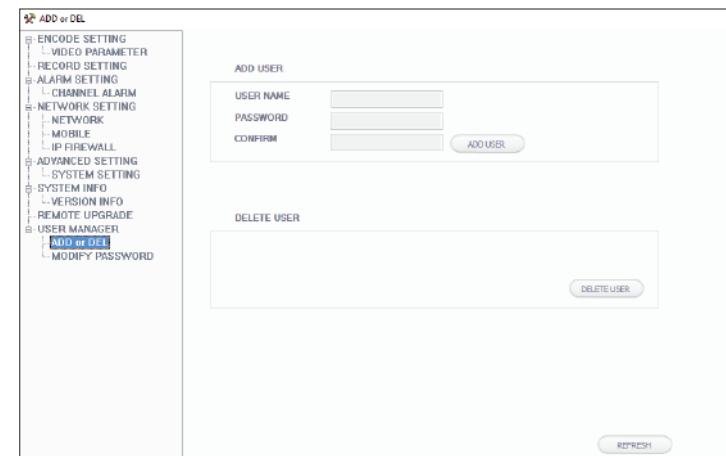 ADD or DEL
ENCODE SETTING
VIDEO PARAMETER
RECORD SETTING
ALARM SETTING
CHANNEL ALARM
NETWORK SETTING
NETWORK
MOBILE
IP FIREWALL
ADVANCED SETTING
SYSTEM SETTING
SYSTEM INFO
VERSION INFO
REMOTE UPGRADE
USER MANAGER
ADD or DEL
MODIFY PASSWORD
ADD USER
USER NAME
PASSWORD
CONFIRM
ADD USER
DELETE USER
DELETE USER
REFRESH